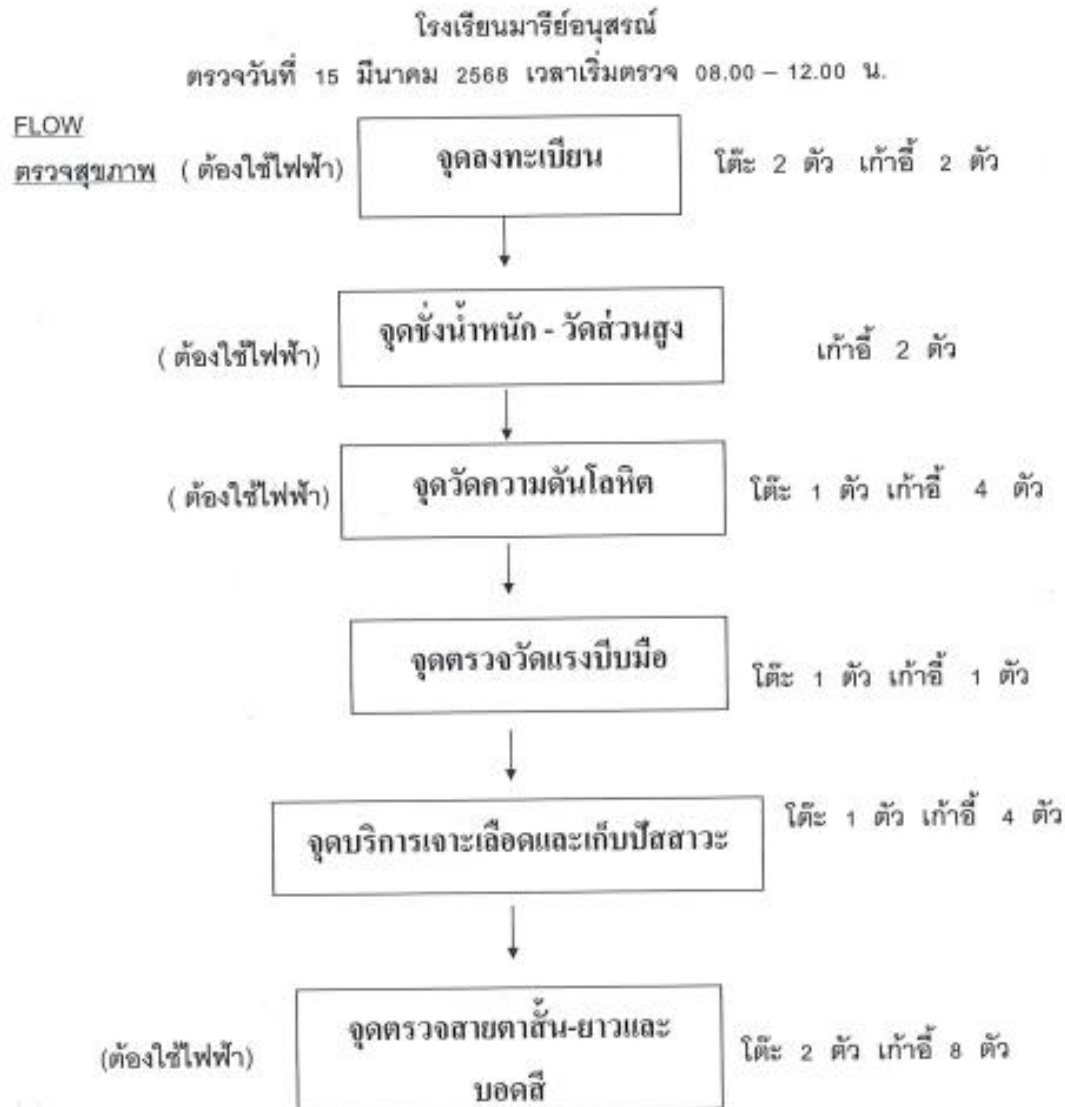 โรงเรียนมารีย์อนุสรณ์
ตรวจวันที่ 15 มีนาคม 2568 เวลาเริ่มตรวจ 08.00 – 12.00 น.
FLOW
ตรวจสุขภาพ ( ต้องใช้ไฟฟ้า) จุดลงทะเบียน โต๊ะ 2 ตัว เก้าอี้ 2 ตัว
( ต้องใช้ไฟฟ้า) จุดชั่งน้ำหนัก - วัดส่วนสูง เก้าอี้ 2 ตัว
( ต้องใช้ไฟฟ้า) จุดวัดความดันโลหิต โต๊ะ 1 ตัว เก้าอี้ 4 ตัว
จุดตรวจวัดแรงบีบมือ โต๊ะ 1 ตัว เก้าอี้ 1 ตัว
จุดบริการเจาะเลือดและเก็บปัสสาวะ โต๊ะ 1 ตัว เก้าอี้ 4 ตัว
(ต้องใช้ไฟฟ้า) จุดตรวจสายตาสั้น-ยาวและ โต๊ะ 2 ตัว เก้าอี้ 8 ตัว
บอดสี